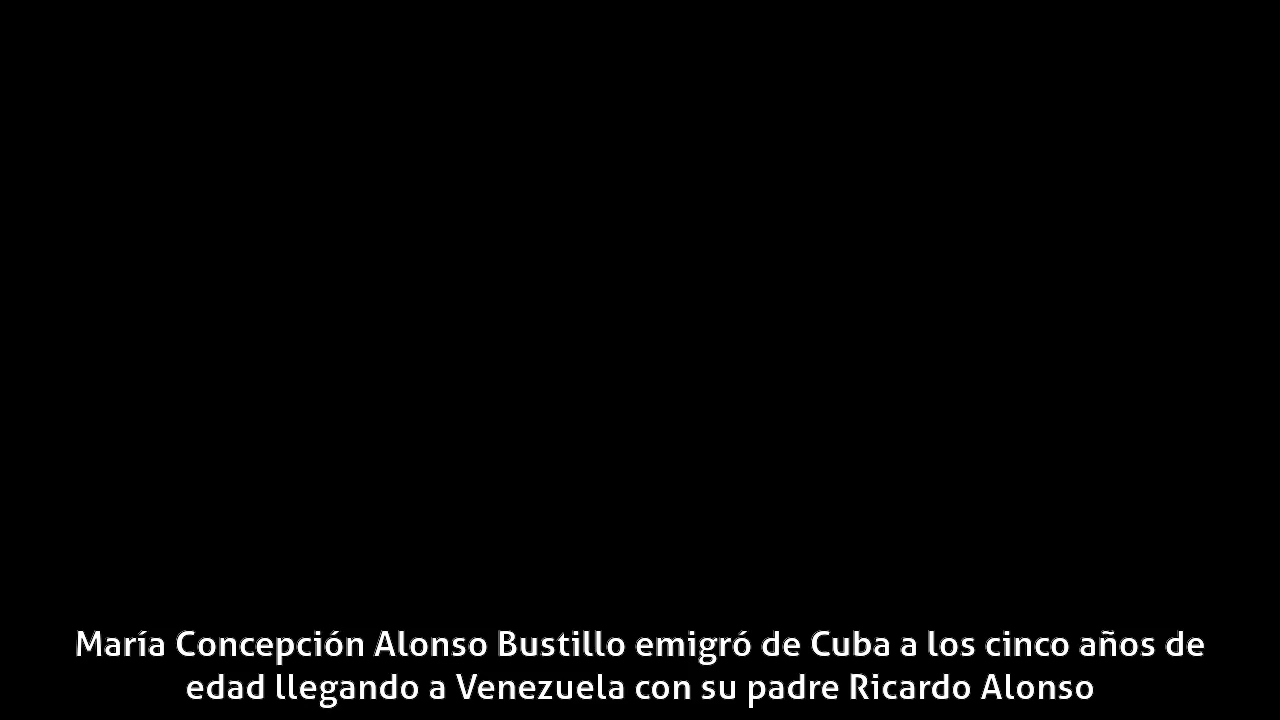 María Concepción Alonso Bustillo emigró de Cuba a los cinco años de
edad llegando a Venezuela con su padre Ricardo Alonso